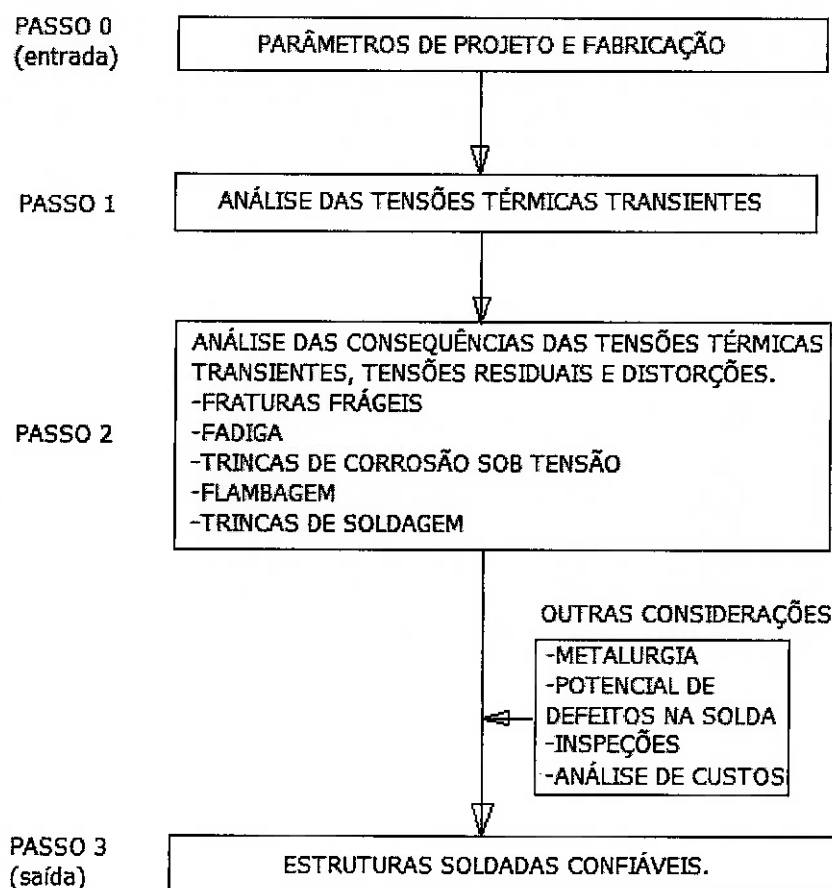 PASSO 0
(entrada)
PARÂMETROS DE PROJETO E FABRICAÇÃO
PASSO 1
ANÁLISE DAS TENSÕES TÉRMICAS TRANSIENTES
PASSO 2
ANÁLISE DAS CONSEQUÊNCIAS DAS TENSÕES TÉRMICAS
TRANSIENTES, TENSÕES RESIDUAIS E DISTORÇÕES.
-FRATURAS FRÁGEIS
-FADIGA
-TRINCAS DE CORROSÃO SOB TENSÃO
-FLAMBAGEM
-TRINCAS DE SOLDAGEM
OUTRAS CONSIDERAÇÕES
-METALURGIA
-POTENCIAL DE
DEFEITOS NA SOLDA
-INSPEÇÕES
-ANÁLISE DE CUSTOS
PASSO 3
(saída)
ESTRUTURAS SOLDADAS CONFIÁVEIS.